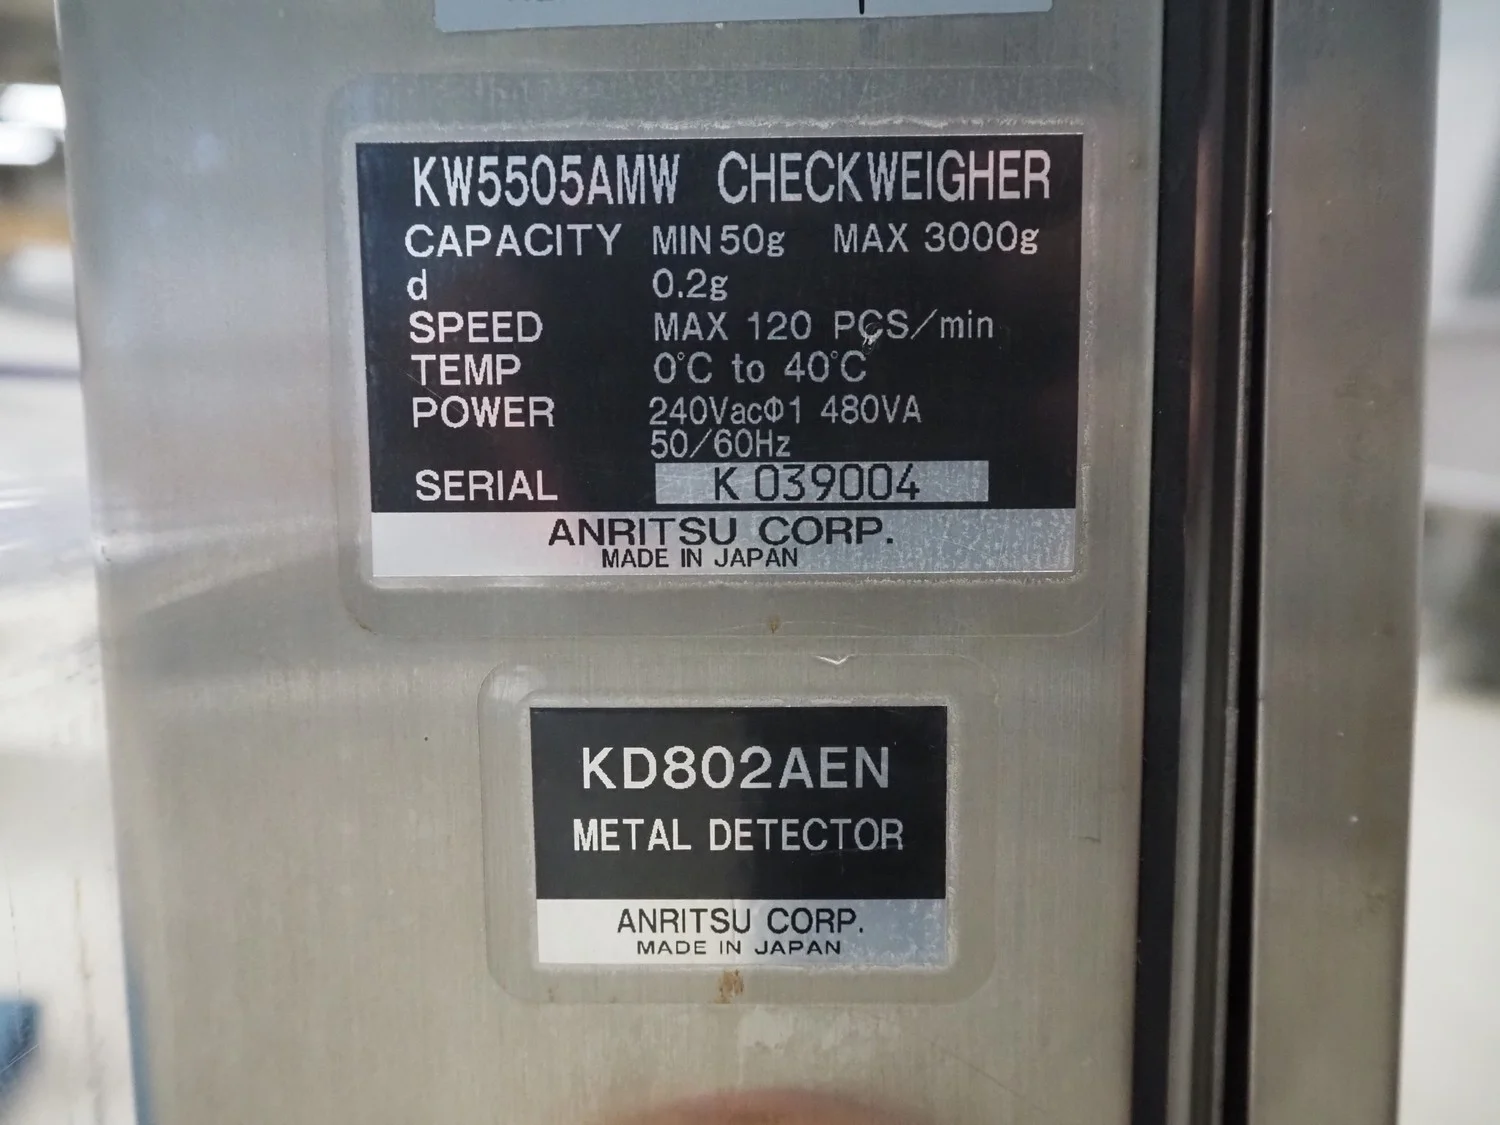 KW5505AMW CHECKWEIGHER
CAPACITY MIN 50g MAX 3000g
d 0.2g
SPEED MAX 120 PCS/min
TEMP 0°C to 40°C
POWER 240VacΦ1 480VA
50/60Hz
SERIAL K 039004
ANRITSU CORP.
MADE IN JAPAN
KD802AEN
METAL DETECTOR
ANRITSU CORP.
MADE IN JAPAN